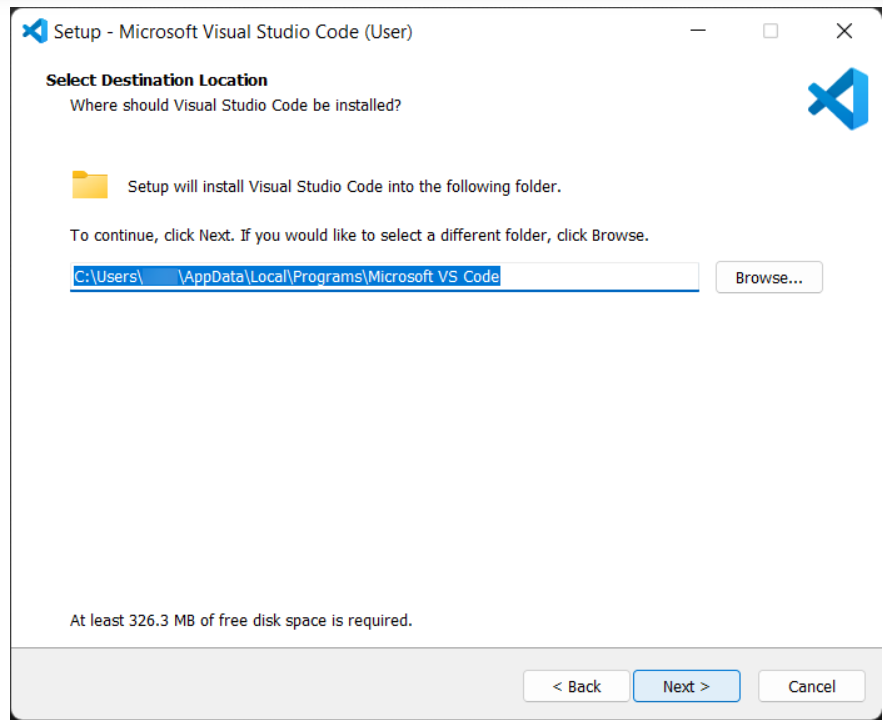 Setup - Microsoft Visual Studio Code (User)
Select Destination Location
Where should Visual Studio Code be installed?
Setup will install Visual Studio Code into the following folder.
To continue, click Next. If you would like to select a different folder, click Browse.
C:\Users\ \AppData\Local\Programs\Microsoft VS Code
Browse...
At least 326.3 MB of free disk space is required.
< Back Next > Cancel